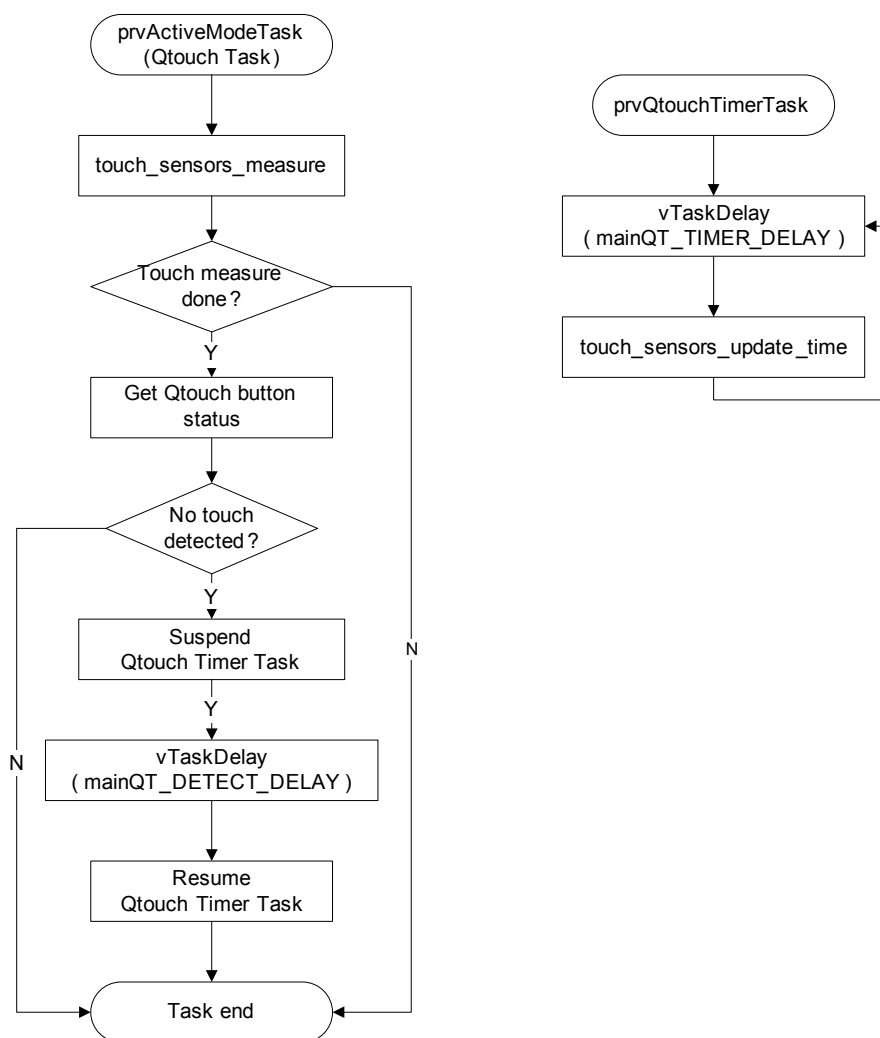 prvActiveModeTask
(Qtouch Task)
touch_sensors_measure
Touch measure
done?
Y
Get Qtouch button
status
No touch
detected?
Y
Suspend
Qtouch Timer Task
N
Y
N
vTaskDelay
( mainQT_DETECT_DELAY )
Resume
Qtouch Timer Task
Task end
prvQtouchTimerTask
vTaskDelay
( mainQT_TIMER_DELAY )
touch_sensors_update_time